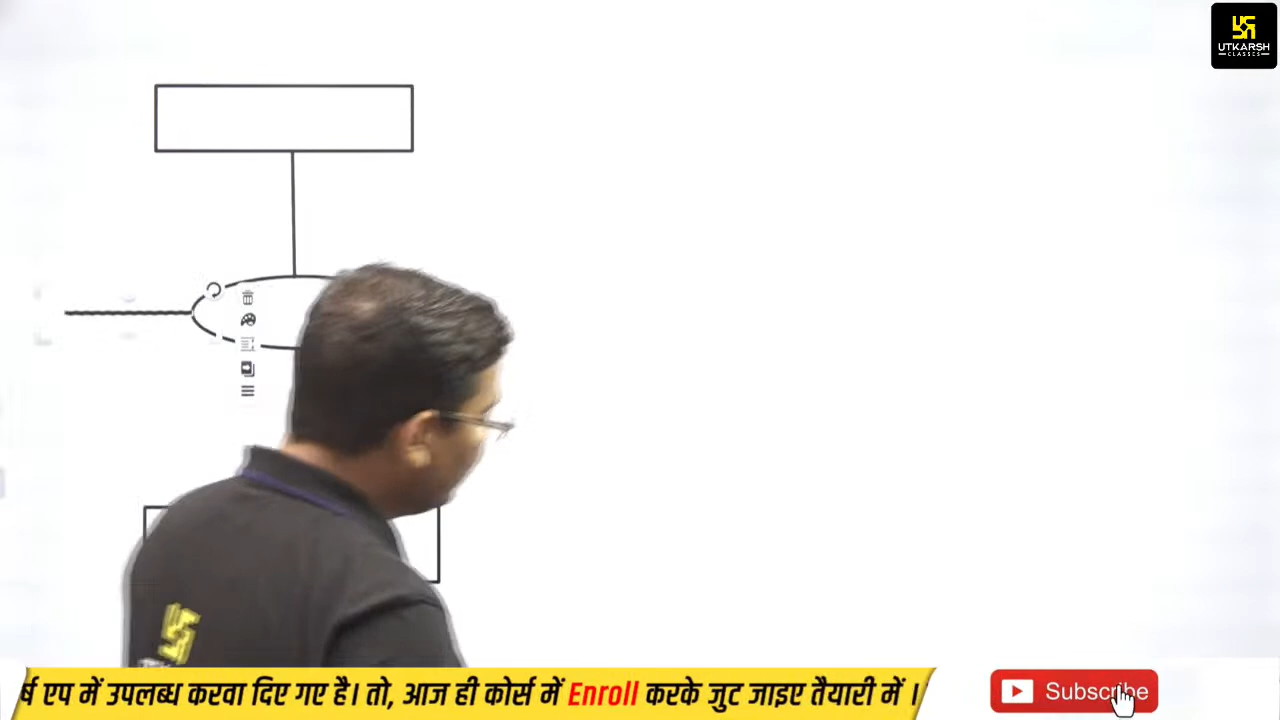 UTKARSH
CLASSES
र्ष एप में उपलब्ध करवा दिए गए है। तो, आज ही कोर्स में Enroll करके जुट जाइए तैयारी में ।
Subscribe